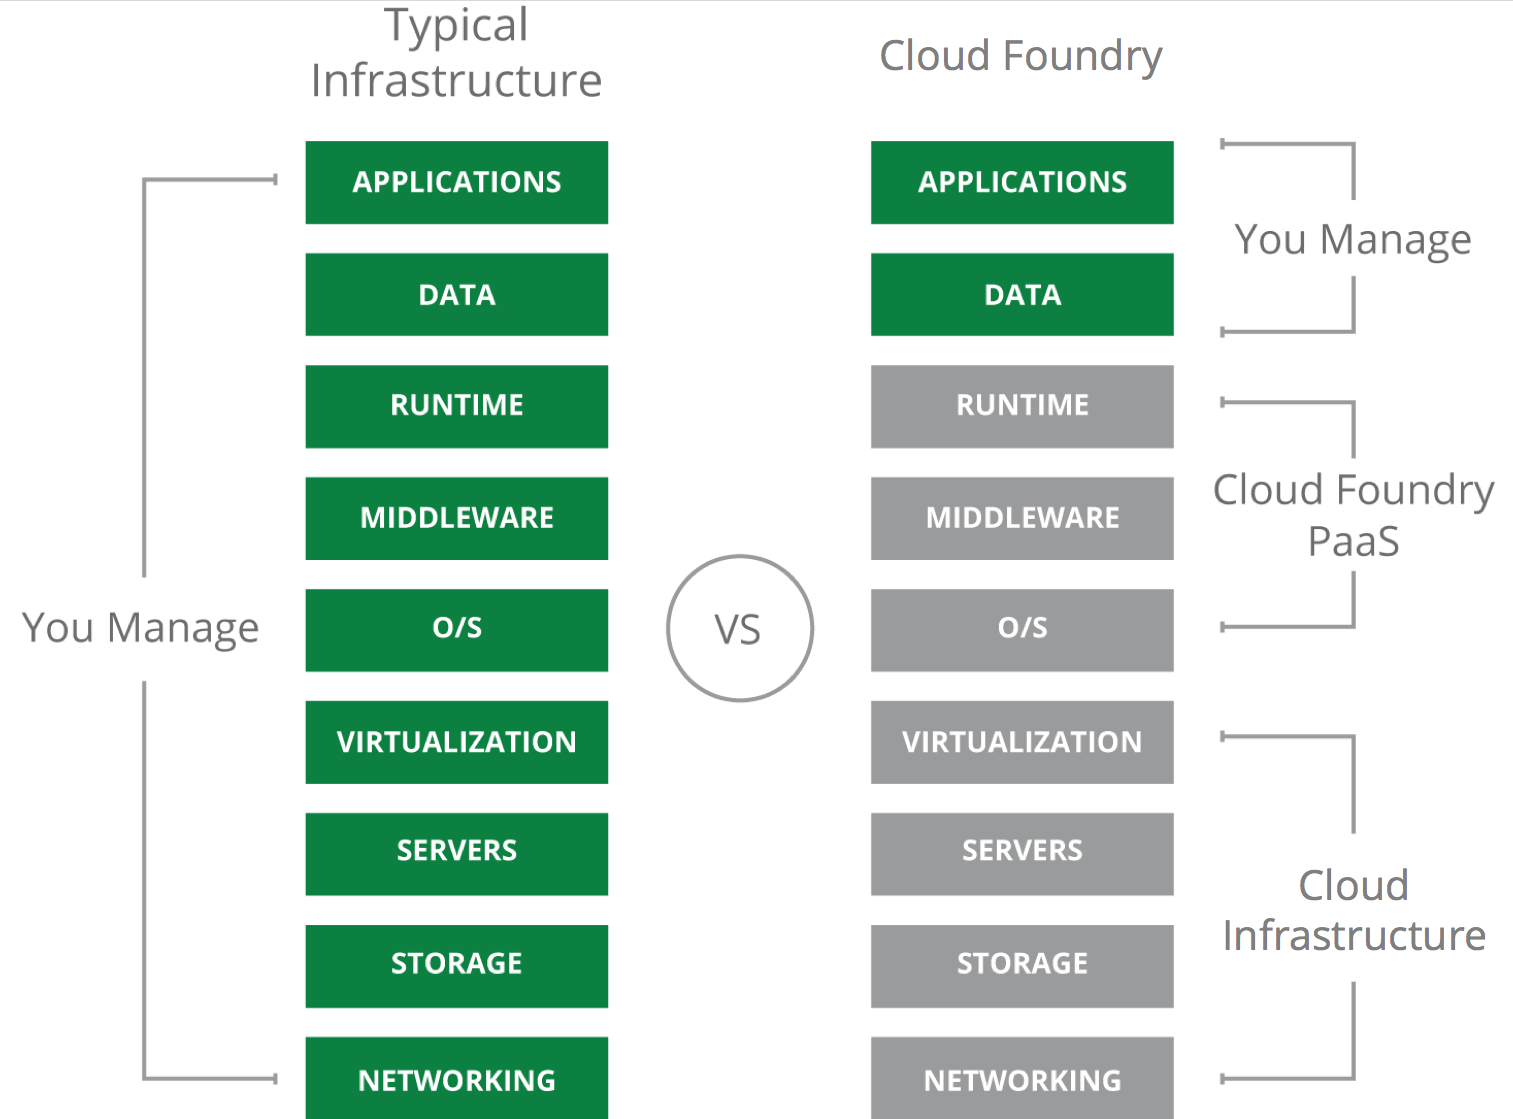 Typical
Infrastructure
Cloud Foundry
APPLICATIONS
DATA
RUNTIME
MIDDLEWARE
O/S
VIRTUALIZATION
SERVERS
STORAGE
NETWORKING
You Manage
VS
APPLICATIONS
DATA
RUNTIME
MIDDLEWARE
O/S
VIRTUALIZATION
SERVERS
STORAGE
NETWORKING
You Manage
Cloud Foundry
PaaS
Cloud
Infrastructure